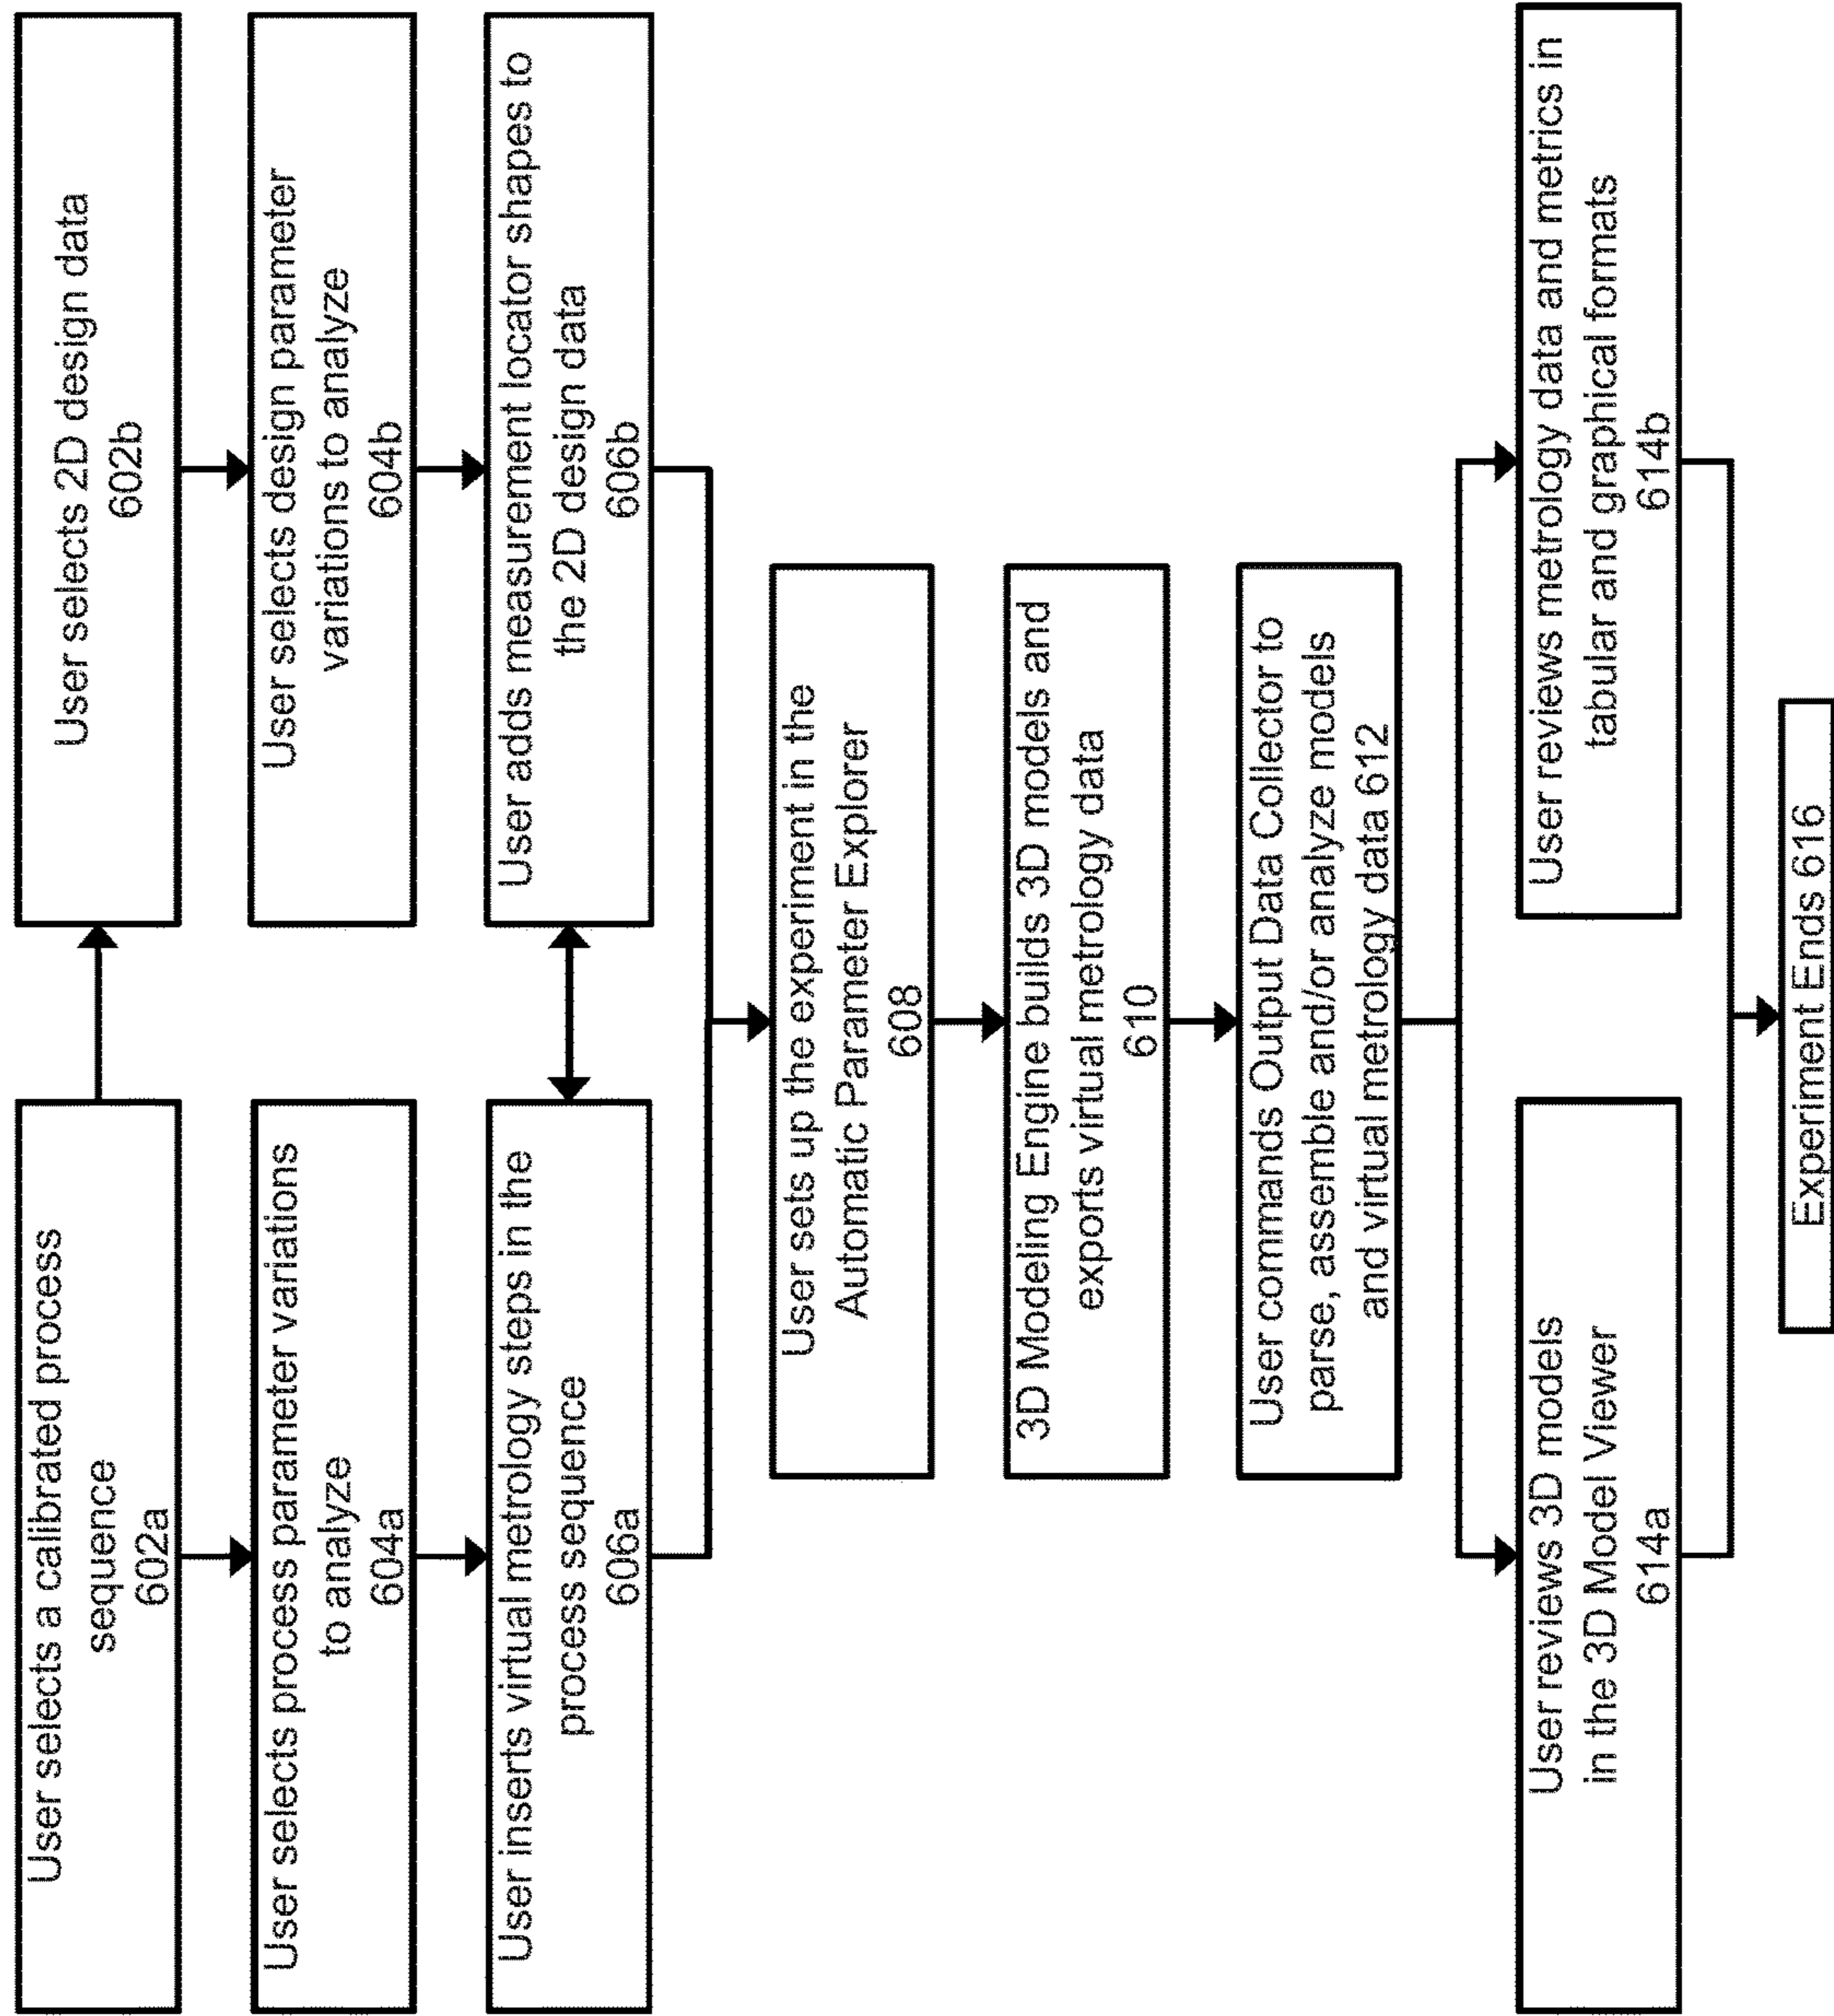 User selects a calibrated process
sequence
602a
User selects 2D design data
602b
User selects process parameter variations
to analyze
604a
User selects design parameter
variations to analyze
604b
User inserts virtual metrology steps in the
process sequence
606a
User adds measurement locator shapes to
the 2D design data
606b
User sets up the experiment in the
Automatic Parameter Explorer
608
3D Modeling Engine builds 3D models and
exports virtual metrology data
610
User commands Output Data Collector to
parse, assemble and/or analyze models
and virtual metrology data 612
User reviews 3D models
in the 3D Model Viewer
614a
User reviews metrology data and metrics in
tabular and graphical formats
614b
Experiment Ends 616